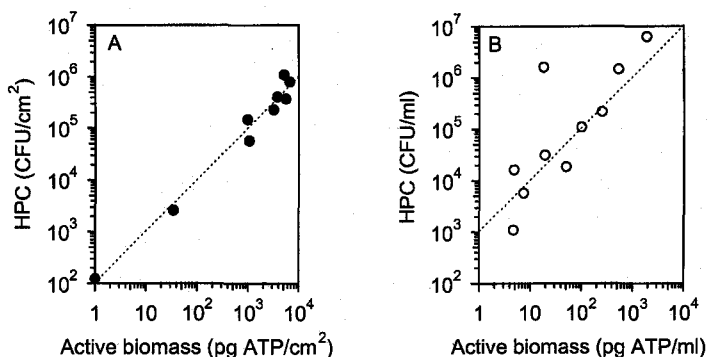 A
HPC (CFU/cm²)
10⁷
10⁶
10⁵
10⁴
10³
10²
1 10 10² 10³ 10⁴
Active biomass (pg ATP/cm²)
B
HPC (CFU/ml)
10⁷
10⁶
10⁵
10⁴
10³
10²
1 10 10² 10³ 10⁴
Active biomass (pg ATP/ml)